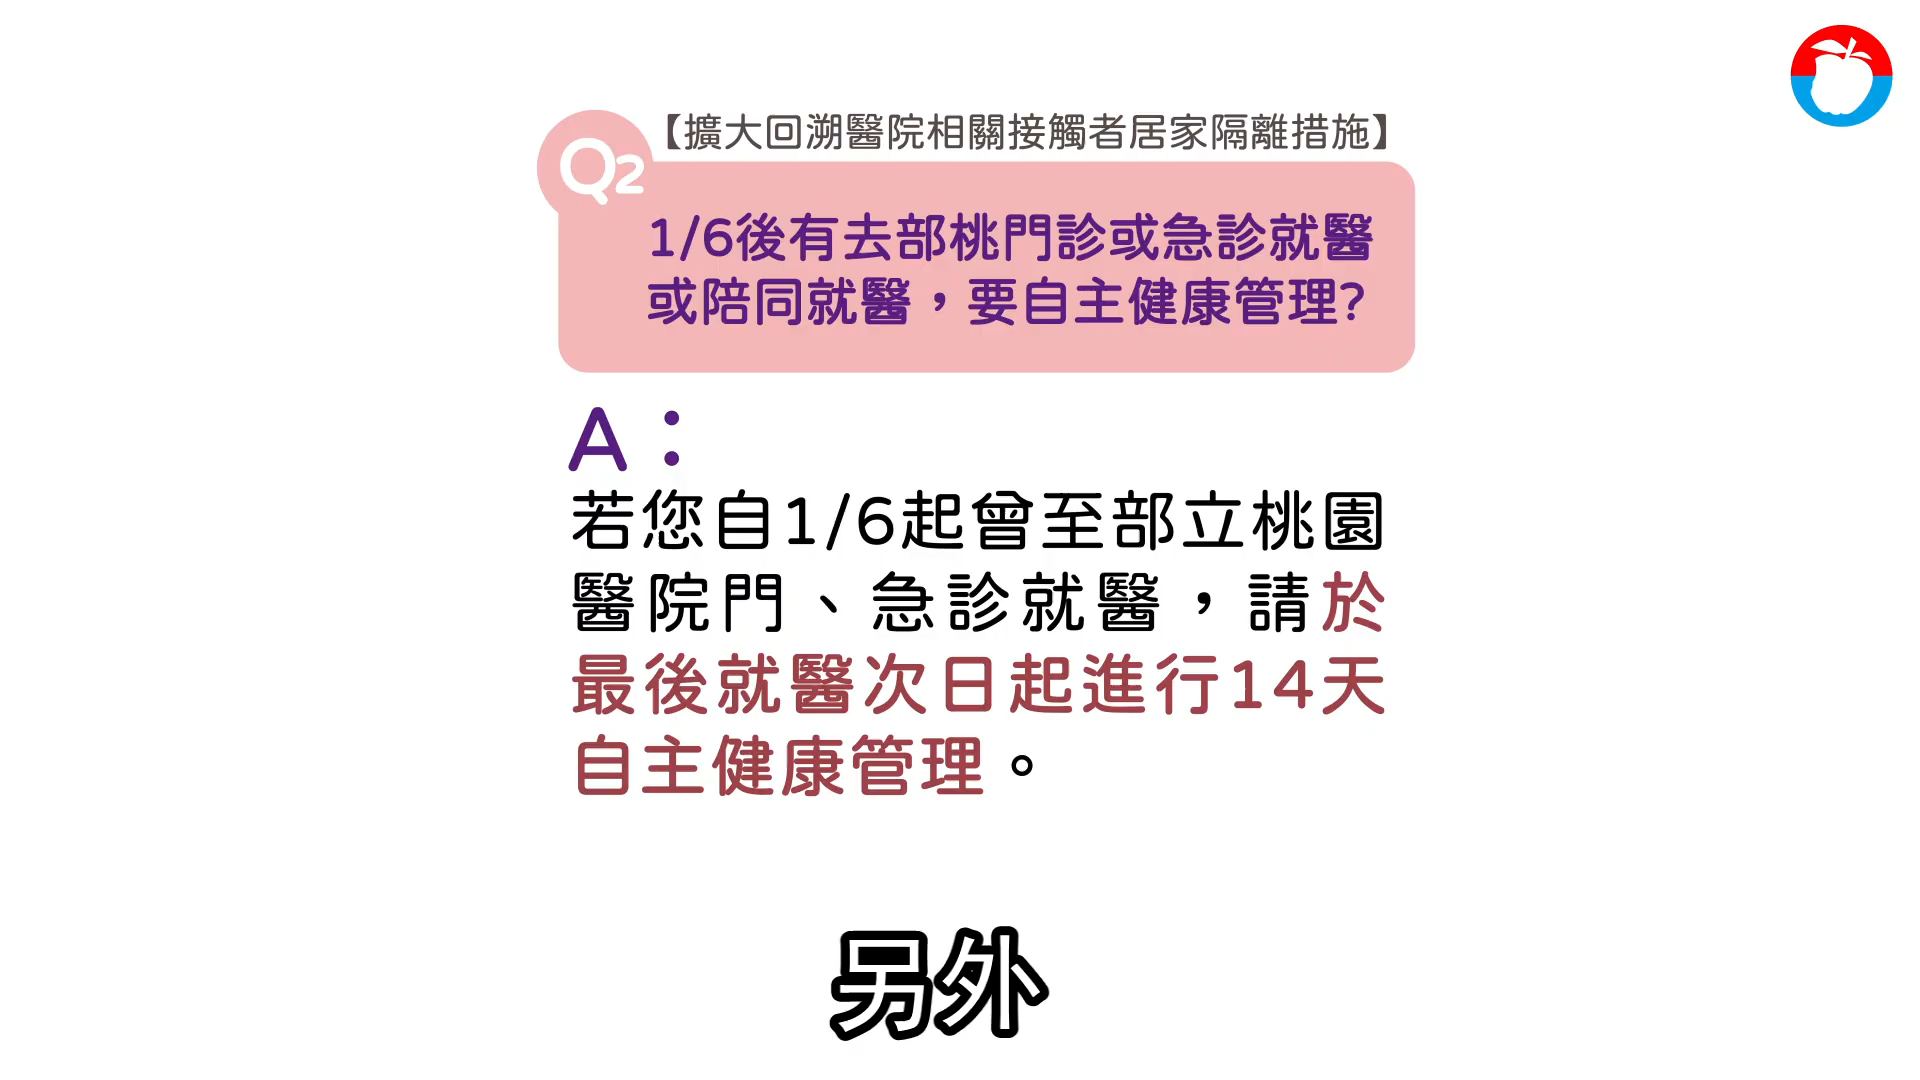 【擴大回溯醫院相關接觸者居家隔離措施】
Q2
1/6後有去部桃門診或急診就醫
或陪同就醫，要自主健康管理?
A：
若您自1/6起曾至部立桃園
醫院門、急診就醫，請於
最後就醫次日起進行14天
自主健康管理。
另外